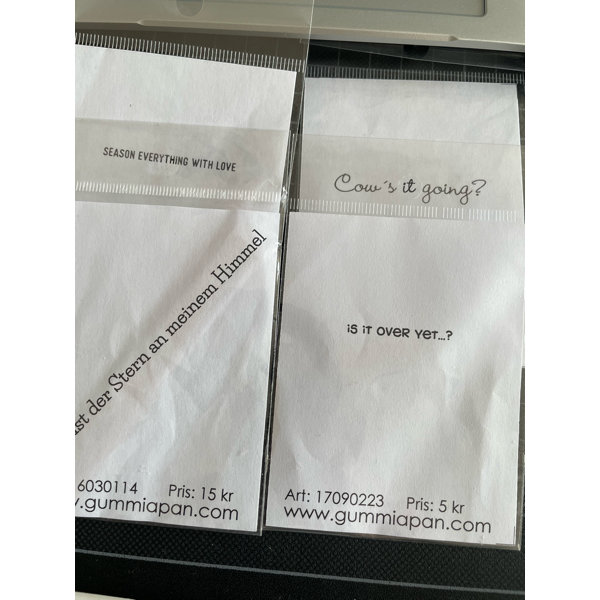 SEASON EVERYTHING WITH LOVE
der Stern an meinem Himmel
6030114 Pris: 15 kr
.gummiapan.com
Cow's it going?
is it over yet...?
Art: 17090223 Pris: 5 kr
www.gummiapan.com